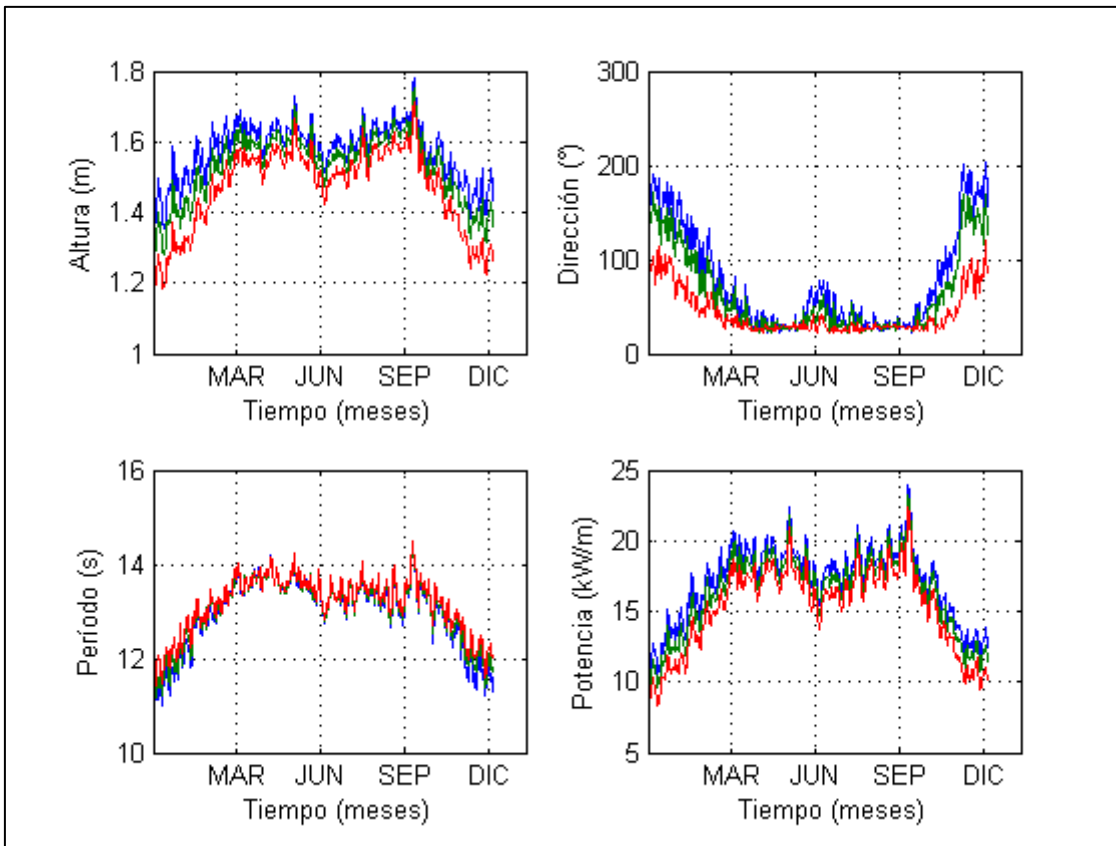 1.8
1.6
1.4
1.2
1
Altura (m)
MAR JUN SEP DIC
Tiempo (meses)
300
200
100
0
Dirección (º)
MAR JUN SEP DIC
Tiempo (meses)
16
14
12
10
Período (s)
MAR JUN SEP DIC
Tiempo (meses)
25
20
15
10
5
Potencia (kW/m)
MAR JUN SEP DIC
Tiempo (meses)